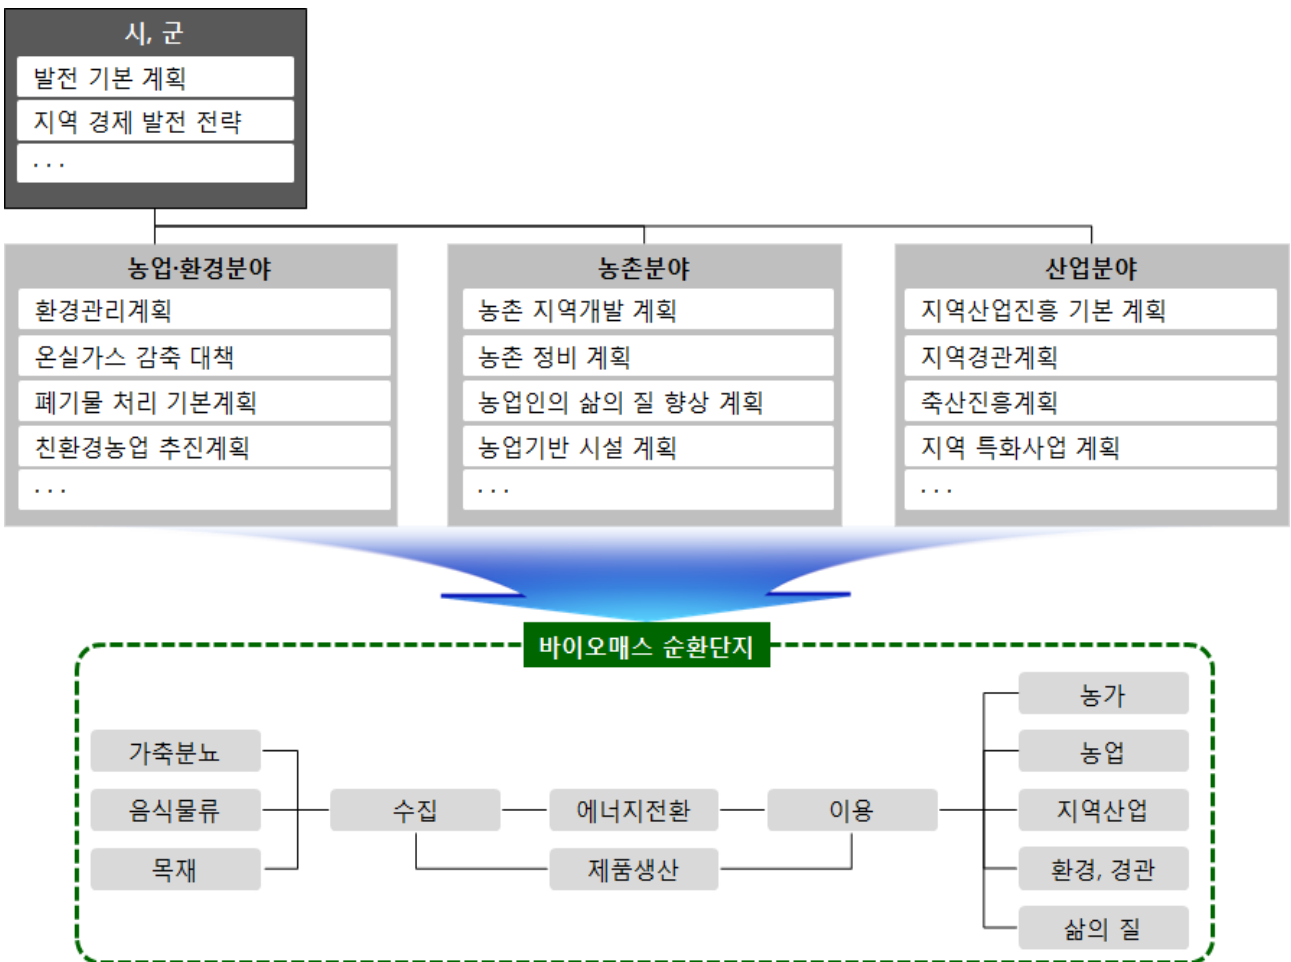 시, 군
발전 기본 계획
지역 경제 발전 전략
. . .
농업·환경분야
환경관리계획
온실가스 감축 대책
폐기물 처리 기본계획
친환경농업 추진계획
. . .
농촌분야
농촌 지역개발 계획
농촌 정비 계획
농업인의 삶의 질 향상 계획
농업기반 시설 계획
. . .
산업분야
지역산업진흥 기본 계획
지역경관계획
축산진흥계획
지역 특화사업 계획
. . .
바이오매스 순환단지
가축분뇨
음식물류
목재
수집
에너지전환
제품생산
이용
농가
농업
지역산업
환경, 경관
삶의 질